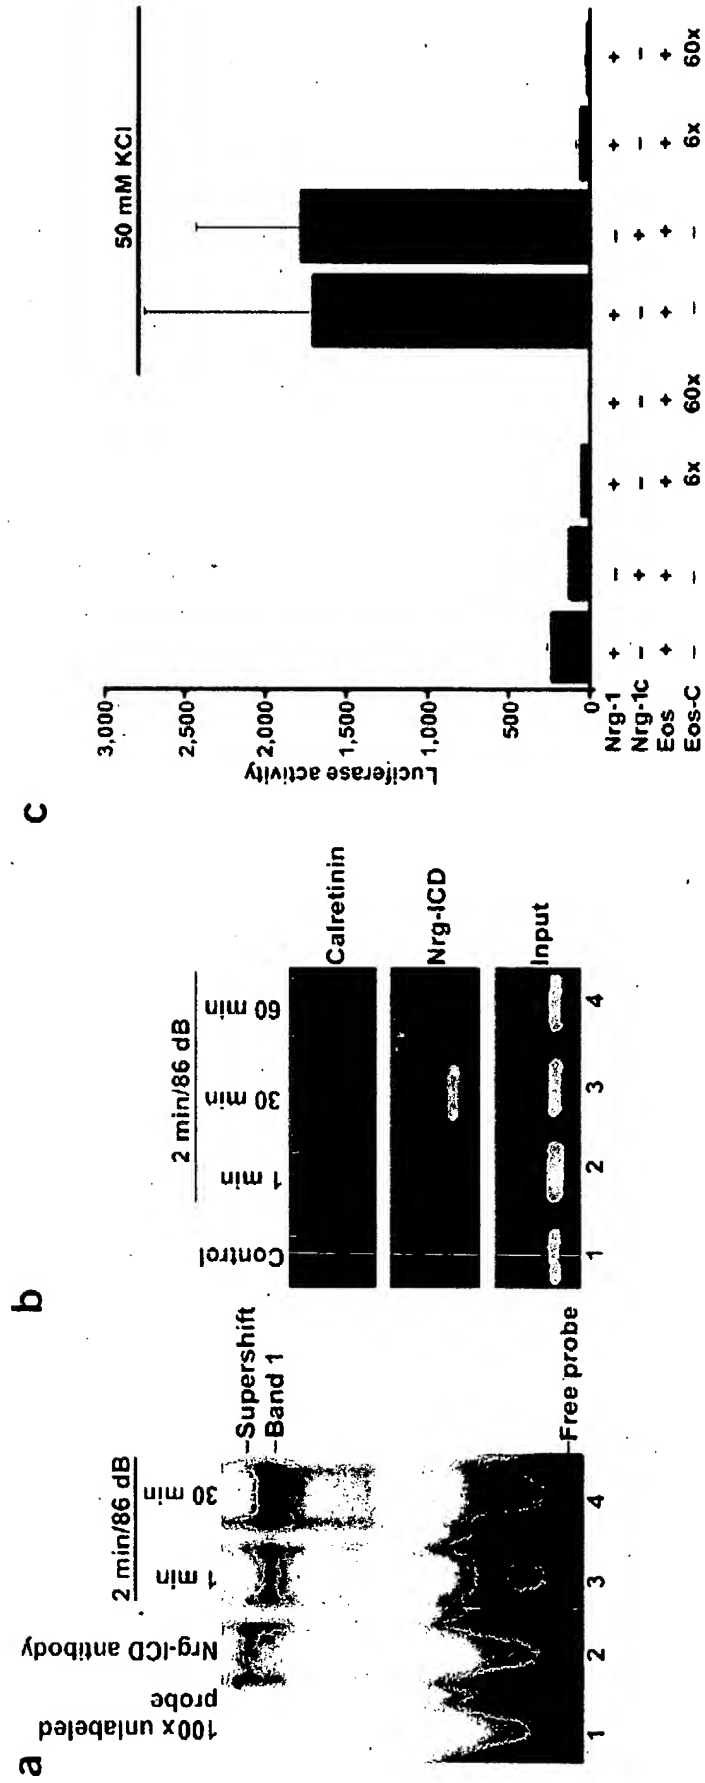 a
100x unlabeled
probe
Nrg-ICD antibody
2 min/86 dB
1 min
30 min
Supershift
Band 1
Free probe
1 2 3 4
b
2 min/86 dB
Control
1 min
30 min
60 min
Calretinin
Nrg-ICD
Input
1 2 3 4
c
50 mM KCl
Luciferase activity
3,000
2,500
2,000
1,500
1,000
500
0
Nrg-1 + − + + + − + +
Nrg-1c − + − − − + − −
Eos + + + + + + + +
Eos-C − − 6x 60x − − 6x 60x